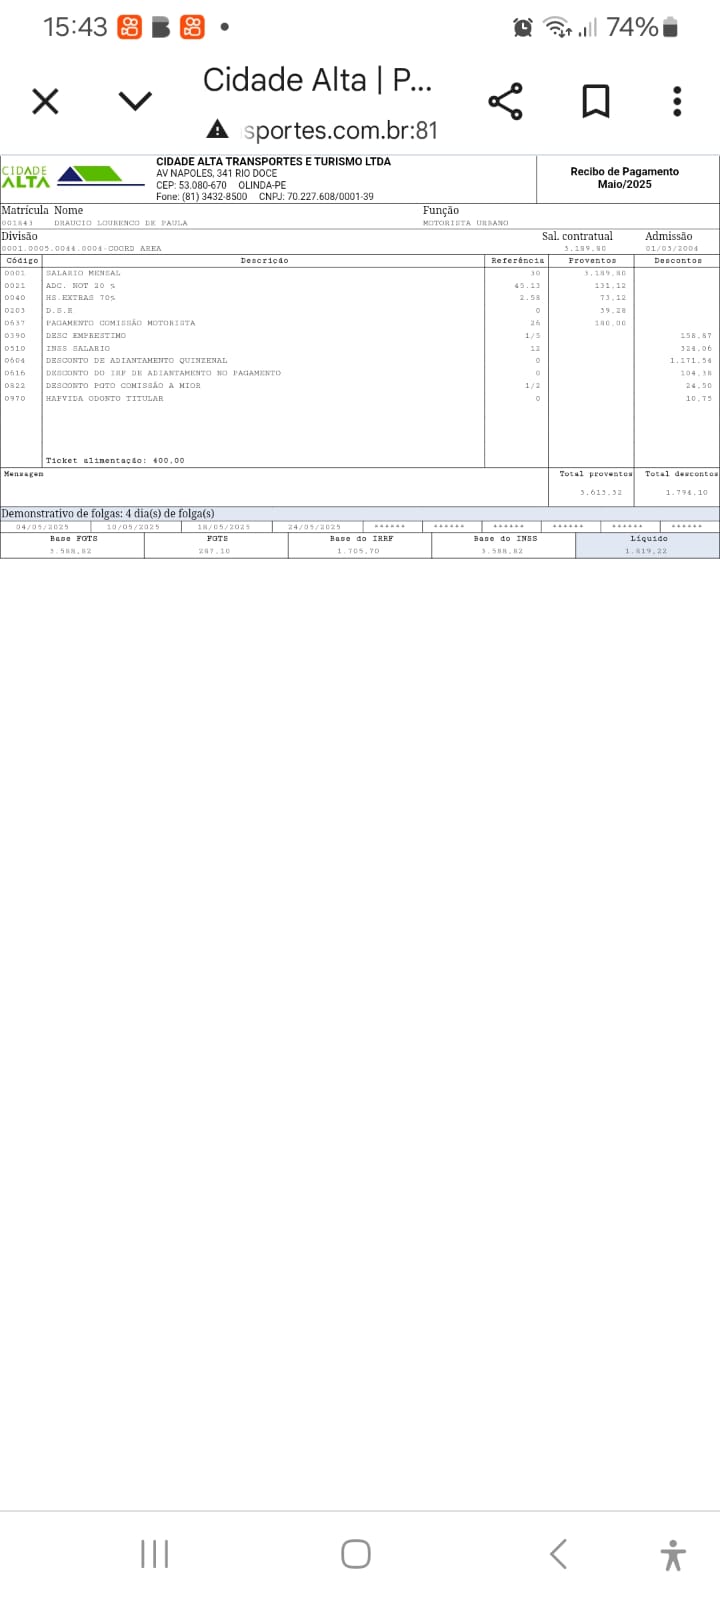 15:43 74%
Cidade Alta | P...
sportes.com.br:81
CIDADE ALTA
CIDADE ALTA TRANSPORTES E TURISMO LTDA
AV NAPOLES, 341 RIO DOCE
CEP: 53.080-670 OLINDA-PE
Fone: (81) 3432-8500 CNPJ: 70.227.608/0001-39
Recibo de Pagamento
Maio/2025
Matrícula Nome Função
001843 DRAUCIO LOURENCO DE PAULA MOTORISTA URBANO
Divisão Sal. contratual Admissão
0001.0005.0044.0004-COORD AREA 3.189,80 01/03/2004
Código Descrição Referência Proventos Descontos
0001 SALARIO MENSAL 30 3.189,80
0021 ADC. NOT 20 % 45.13 131,12
0040 HS.EXTRAS 70% 2.58 73,12
0203 D.S.R 0 39,28
0637 PAGAMENTO COMISSÃO MOTORISTA 26 180,00
0390 DESC EMPRESTIMO 1/5 158,87
0510 INSS SALARIO 12 324,06
0604 DESCONTO DE ADIANTAMENTO QUINZENAL 0 1.171,54
0616 DESCONTO DO IRF DE ADIANTAMENTO NO PAGAMENTO 0 104,38
0822 DESCONTO PGTO COMISSÃO A MIOR 1/2 24,50
0970 HAPVIDA ODONTO TITULAR 0 10,75
Ticket alimentação: 400,00
Mensagem Total proventos Total descontos
3.613,32 1.794,10
Demonstrativo de folgas: 4 dia(s) de folga(s)
04/05/2025 10/05/2025 18/05/2025 24/05/2025 ****** ****** ****** ****** ****** ******
Base FGTS FGTS Base do IRRF Base do INSS Líquido
3.588,82 287,10 1.705,70 3.588,82 1.819,22